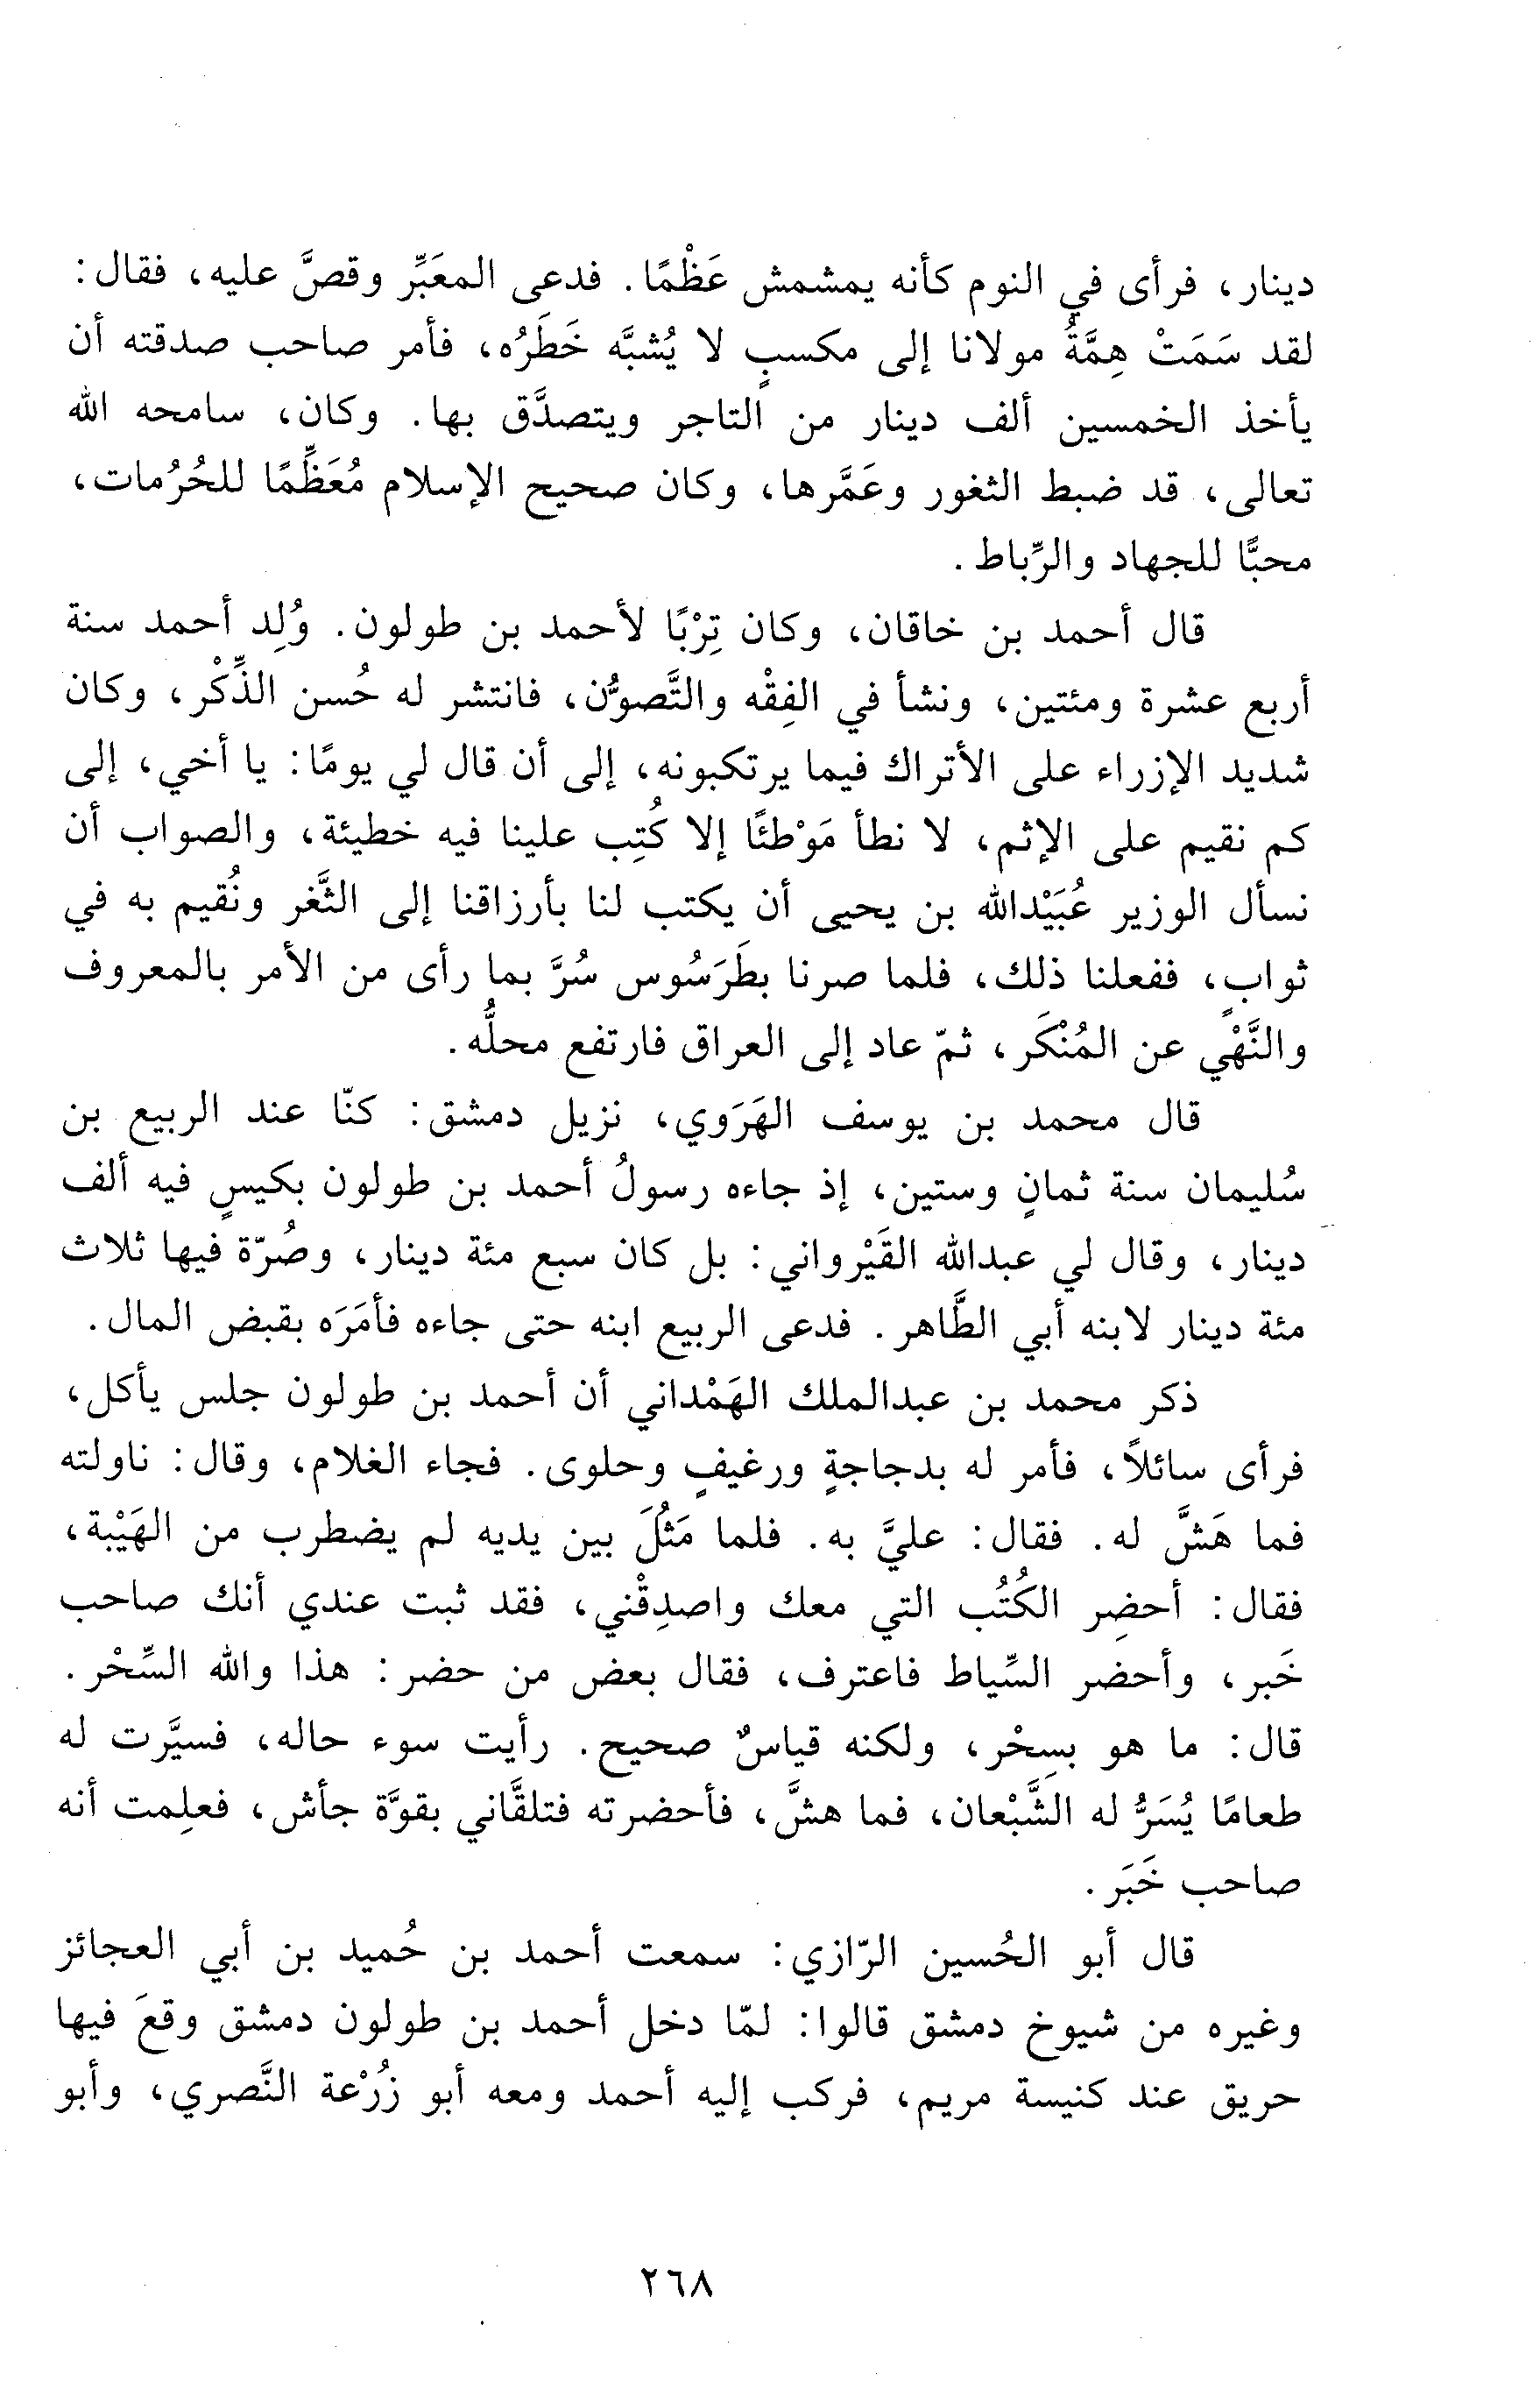 دينار، فرأى في النوم كأنه يمشمش عَظْمًا. فدعى المعَبِّر وقصَّ عليه، فقال:
لقد سَمَتْ هِمَّةُ مولانا إلى مكسبٍ لا يُشبَّه خَطَرُه، فأمر صاحب صدقته أن
يأخذ الخمسين ألف دينار من التاجر ويتصدَّق بها. وكان، سامحه الله
تعالى، قد ضبط الثغور وعَمَّرها، وكان صحيح الإسلام مُعَظِّمًا للحُرُمات،
محبًّا للجهاد والرِّباط.
قال أحمد بن خاقان، وكان تِرْبًا لأحمد بن طولون. وُلِد أحمد سنة
أربع عشرة ومئتين، ونشأ في الفِقْه والتَّصوُّن، فانتشر له حُسن الذِّكْر، وكان
شديد الإزراء على الأتراك فيما يرتكبونه، إلى أن قال لي يومًا: يا أخي، إلى
كم نقيم على الإثم، لا نطأ مَوْطئًا إلا كُتِب علينا فيه خطيئة، والصواب أن
نسأل الوزير عُبَيْدالله بن يحيى أن يكتب لنا بأرزاقنا إلى الثَّغر ونُقيم به في
ثوابٍ، ففعلنا ذلك، فلما صرنا بطَرَسُوس سُرَّ بما رأى من الأمر بالمعروف
والنَّهْي عن المُنْكَر، ثمّ عاد إلى العراق فارتفع محلُّه.
قال محمد بن يوسف الهَرَوي، نزيل دمشق: كنّا عند الربيع بن
سُليمان سنة ثمانٍ وستين، إذ جاءه رسولُ أحمد بن طولون بكيسٍ فيه ألف
دينار، وقال لي عبدالله القَيْرواني: بل كان سبع مئة دينار، وصُرّة فيها ثلاث
مئة دينار لابنه أبي الطَّاهر. فدعى الربيع ابنه حتى جاءه فأمَرَه بقبض المال.
ذكر محمد بن عبدالملك الهَمْداني أن أحمد بن طولون جلس يأكل،
فرأى سائلاً، فأمر له بدجاجةٍ ورغيفٍ وحلوى. فجاء الغلام، وقال: ناولته
فما هَشَّ له. فقال: عليَّ به. فلما مَثُلَ بين يديه لم يضطرب من الهَيْبة،
فقال: أحضِر الكُتُب التي معك واصدِقْني، فقد ثبت عندي أنك صاحب
خَبر، وأحضر السِّياط فاعترف، فقال بعض من حضر: هذا والله السِّحْر.
قال: ما هو بسِحْر، ولكنه قياسٌ صحيح. رأيت سوء حاله، فسيَّرت له
طعامًا يُسَرُّ له الشَّبْعان، فما هشَّ، فأحضرته فتلقَّاني بقوَّة جأش، فعلِمت أنه
صاحب خَبَر.
قال أبو الحُسين الرّازي: سمعت أحمد بن حُميد بن أبي العجائز
وغيره من شيوخ دمشق قالوا: لمّا دخل أحمد بن طولون دمشق وقعَ فيها
حريق عند كنيسة مريم، فركب إليه أحمد ومعه أبو زُرْعة النَّصري، وأبو
٢٦٨